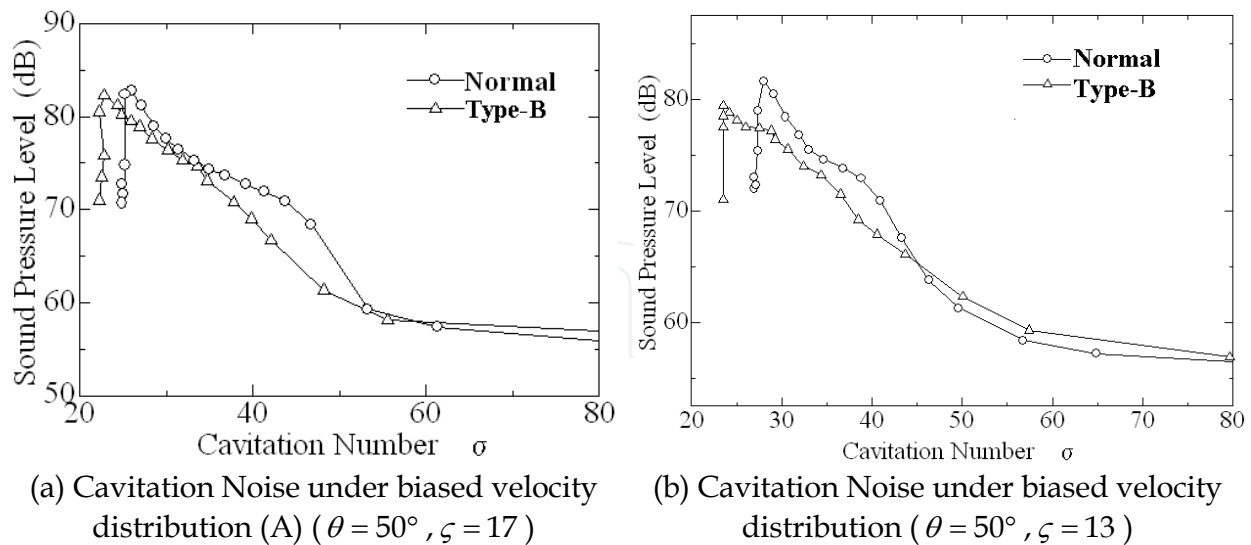 90
80
70
60
50
Sound Pressure Level (dB)
Normal
Type-B
20 40 60 80
Cavitation Number σ
(a) Cavitation Noise under biased velocity
distribution (A) ( θ = 50° , ς = 17 )
80
70
60
Sound Pressure Level (dB)
Normal
Type-B
20 30 40 50 60 70 80
Cavitation Number σ
(b) Cavitation Noise under biased velocity
distribution ( θ = 50° , ς = 13 )